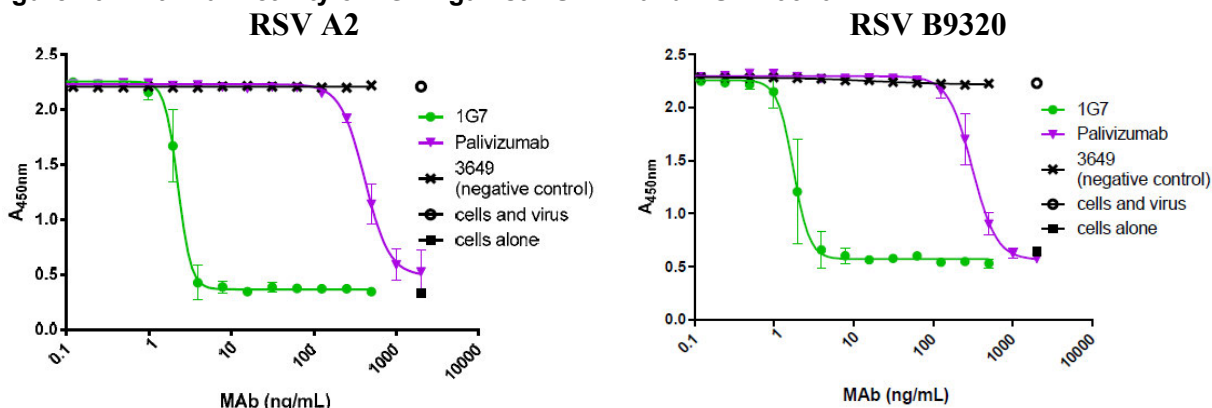 RSV A2
2.5
2.0
1.5
1.0
0.5
0.0
A450nm
0.1
1
10
100
1000
10000
MAb (ng/mL)
1G7
Palivizumab
3649
(negative control)
cells and virus
cells alone
RSV B9320
2.5
2.0
1.5
1.0
0.5
0.0
A450nm
0.1
1
10
100
1000
10000
MAb (ng/mL)
1G7
Palivizumab
3649
(negative control)
cells and virus
cells alone